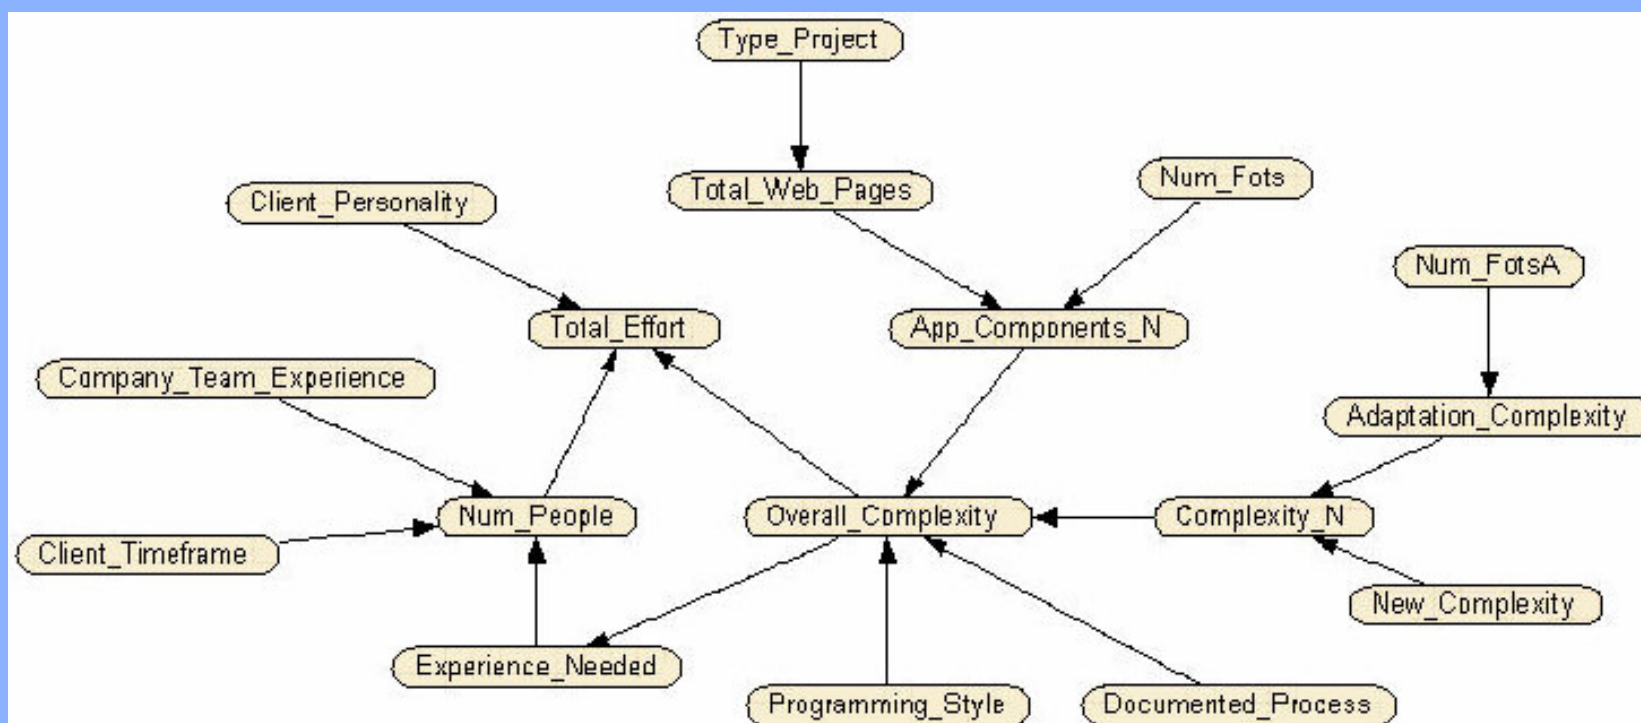 Type_Project
Num_Fots
Total_Web_Pages
Client_Personality
Num_FotsA
Total_Effort
App_Components_N
Company_Team_Experience
Adaptation_Complexity
Num_People
Overall_Complexity
Complexity_N
Client_Timeframe
New_Complexity
Experience_Needed
Programming_Style
Documented_Process